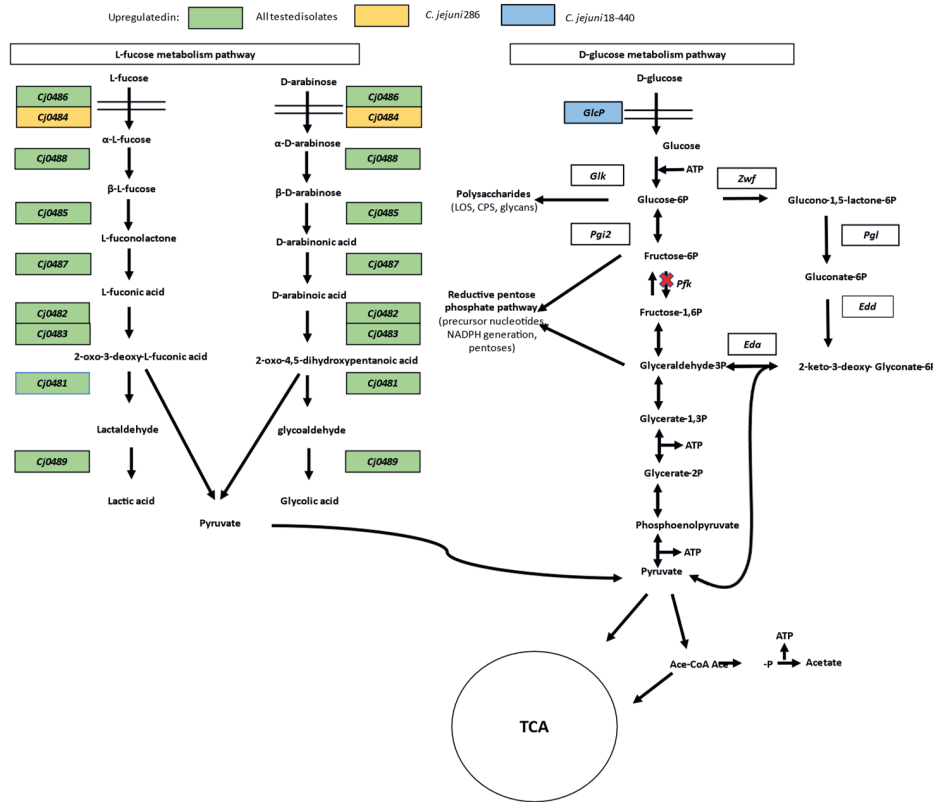 Upregulatedin:
All testedisolates
C. jejuni286
C. jejuni18-440
L-fucose metabolism pathway
L-fucose
Cj0486
Cj0484
α-L-fucose
Cj0488
β-L-fucose
Cj0485
L-fuconolactone
Cj0487
L-fuconic acid
Cj0482
Cj0483
2-oxo-3-deoxy-L-fuconic acid
Cj0481
Lactaldehyde
Cj0489
Lactic acid
D-arabinose
Cj0486
Cj0484
α-D-arabinose
Cj0488
β-D-arabinose
Cj0485
D-arabinonic acid
Cj0487
D-arabinoic acid
Cj0482
Cj0483
2-oxo-4,5-dihydroxypentanoic acid
Cj0481
glycoaldehyde
Cj0489
Glycolic acid
Pyruvate
D-glucose metabolism pathway
D-glucose
GlcP
Glucose
ATP
Glk
Zwf
Polysaccharides
(LOS, CPS, glycans)
Glucose-6P
Glucono-1,5-lactone-6P
Pgi2
Pgl
Fructose-6P
Gluconate-6P
Pfk
Reductive pentose
phosphate pathway
(precursor nucleotides,
NADPH generation,
pentoses)
Fructose-1,6P
Edd
Eda
Glyceraldehyde-3P
2-keto-3-deoxy- Glyconate-6P
Glycerate-1,3P
ATP
Glycerate-2P
Phosphoenolpyruvate
ATP
Pyruvate
ATP
Ace-CoA Ace
-P
Acetate
TCA